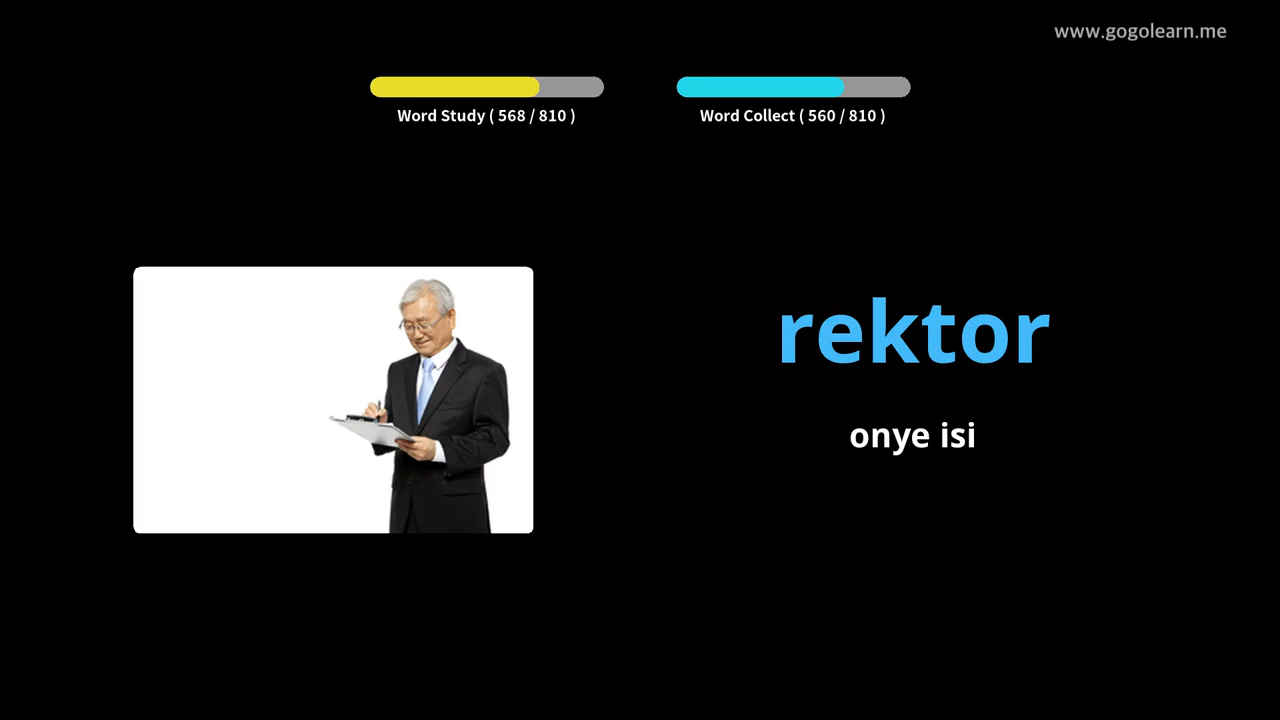 www.gogolearn.me
Word Study ( 568 / 810 )
Word Collect ( 560 / 810 )
rektor
onye isi